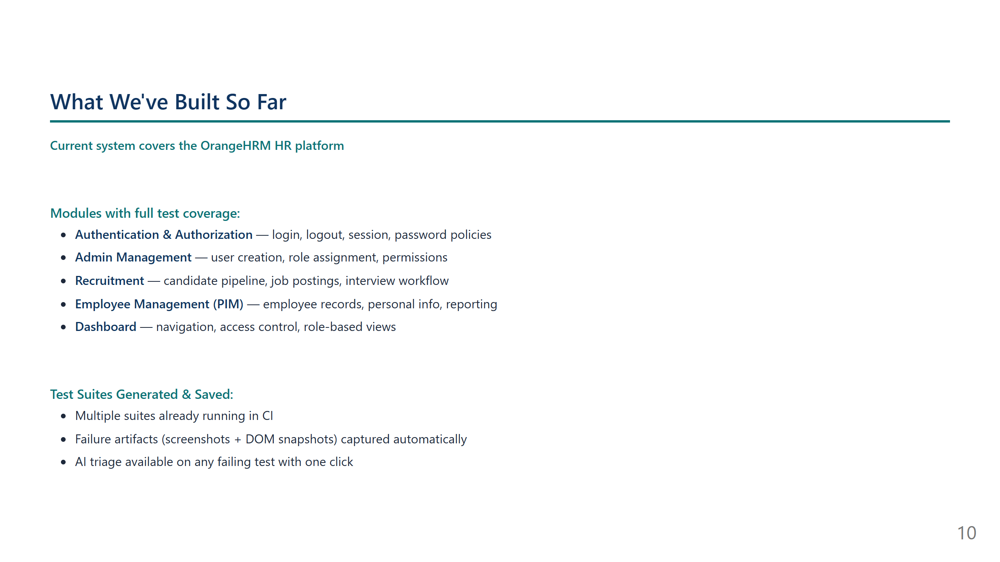 What We've Built So Far
Current system covers the OrangeHRM HR platform
Modules with full test coverage:
• Authentication & Authorization — login, logout, session, password policies
• Admin Management — user creation, role assignment, permissions
• Recruitment — candidate pipeline, job postings, interview workflow
• Employee Management (PIM) — employee records, personal info, reporting
• Dashboard — navigation, access control, role-based views
Test Suites Generated & Saved:
• Multiple suites already running in CI
• Failure artifacts (screenshots + DOM snapshots) captured automatically
• AI triage available on any failing test with one click
10